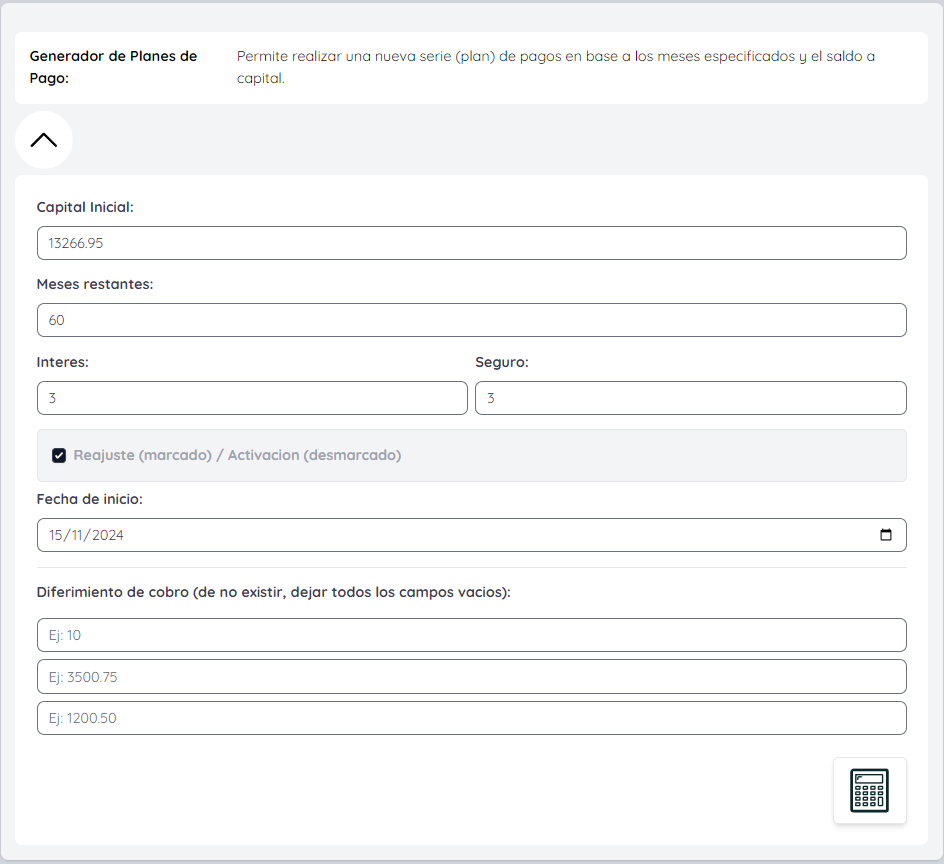 Generador de Planes de
Pago:
Permite realizar una nueva serie (plan) de pagos en base a los meses especificados y el saldo a
capital.
Capital Inicial:
13266.95
Meses restantes:
60
Interes:
Seguro:
3
3
Reajuste (marcado) / Activacion (desmarcado)
Fecha de inicio:
15/11/2024
Diferimiento de cobro (de no existir, dejar todos los campos vacios):
Ej: 10
Ej: 3500.75
Ej: 1200.50